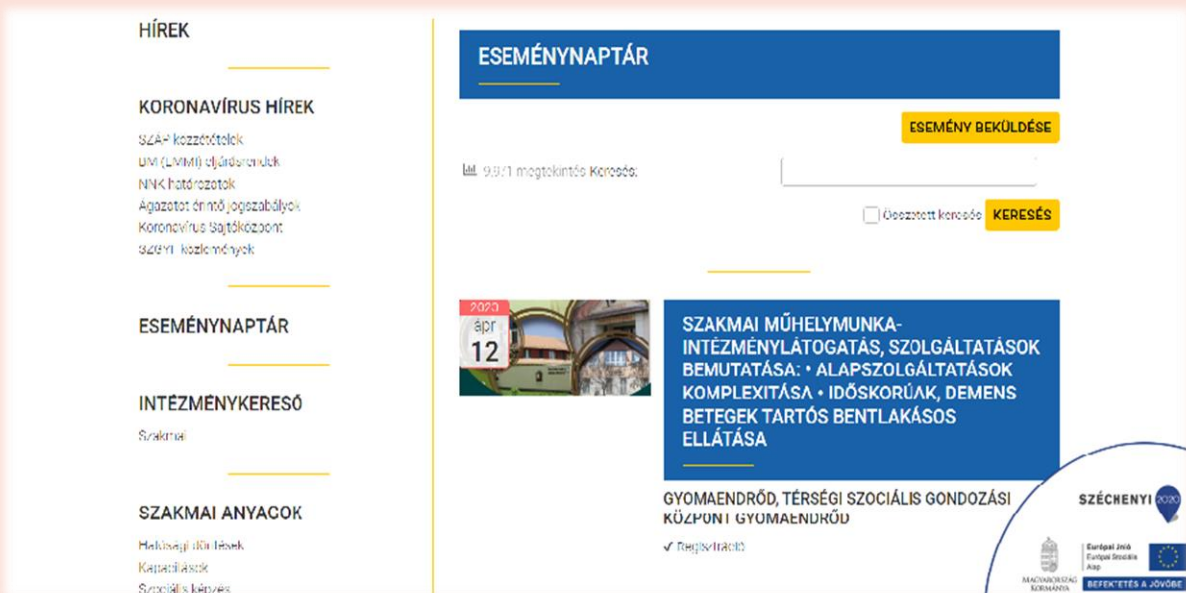 HÍREK
KORONAVÍRUS HÍREK
SZÁP közzétételek
BM (EMMI) eljárásrendek
NNK határozatok
Ágazatot érintő jogszabályok
Koronavírus Sajtóközpont
SZGYF közlemények
ESEMÉNYNAPTÁR
INTÉZMÉNYKERESŐ
Szakmai
SZAKMAI ANYAGOK
Hatósági döntések
Kapacitások
Szociális képzés
ESEMÉNYNAPTÁR
ESEMÉNY BEKÜLDÉSE
megtekintés Keresés:
Összetett keresés KERESÉS
ápr
12
SZAKMAI MŰHELYMUNKA-
INTÉZMÉNYLÁTOGATÁS, SZOLGÁLTATÁSOK
BEMUTATÁSA: • ALAPSZOLGÁLTATÁSOK
KOMPLEXITÁSA • IDŐSKORÚAK, DEMENS
BETEGEK TARTÓS BENTLAKÁSOS
ELLÁTÁSA
GYOMAENDRŐD, TÉRSÉGI SZOCIÁLIS GONDOZÁSI
KÖZPONT GYOMAENDRŐD
✓ Regisztráció
SZÉCHENYI 2020
MAGYARORSZÁG
KORMÁNYA
Európai Unió
Európai Szociális
Alap
BEFEKTETÉS A JÖVŐBE